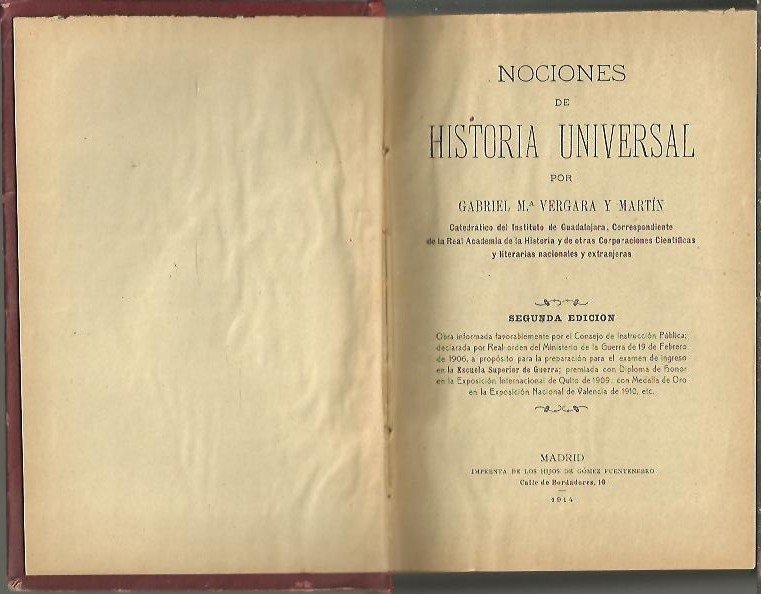 NOCIONES
DE
HISTORIA UNIVERSAL
POR
GABRIEL M.ª VERGARA Y MARTÍN
Catedrático del Instituto de Guadalajara, Correspondiente
de la Real Academia de la Historia y de otras Corporaciones Científicas
y literarias nacionales y extranjeras
SEGUNDA EDICION
Obra informada favorablemente por el Consejo de Instrucción Pública;
declarada por Real orden del Ministerio de la Guerra de 19 de Febrero
de 1906, a propósito para la preparación para el examen de ingreso
en la Escuela Superior de Guerra; premiada con Diploma de Honor
en la Exposición Internacional de Quito de 1909; con Medalla de Oro
en la Exposición Nacional de Valencia de 1910, etc.
MADRID
IMPRENTA DE LOS HIJOS DE GÓMEZ FUENTENEBRO
Calle de Bordadores, 10
1914